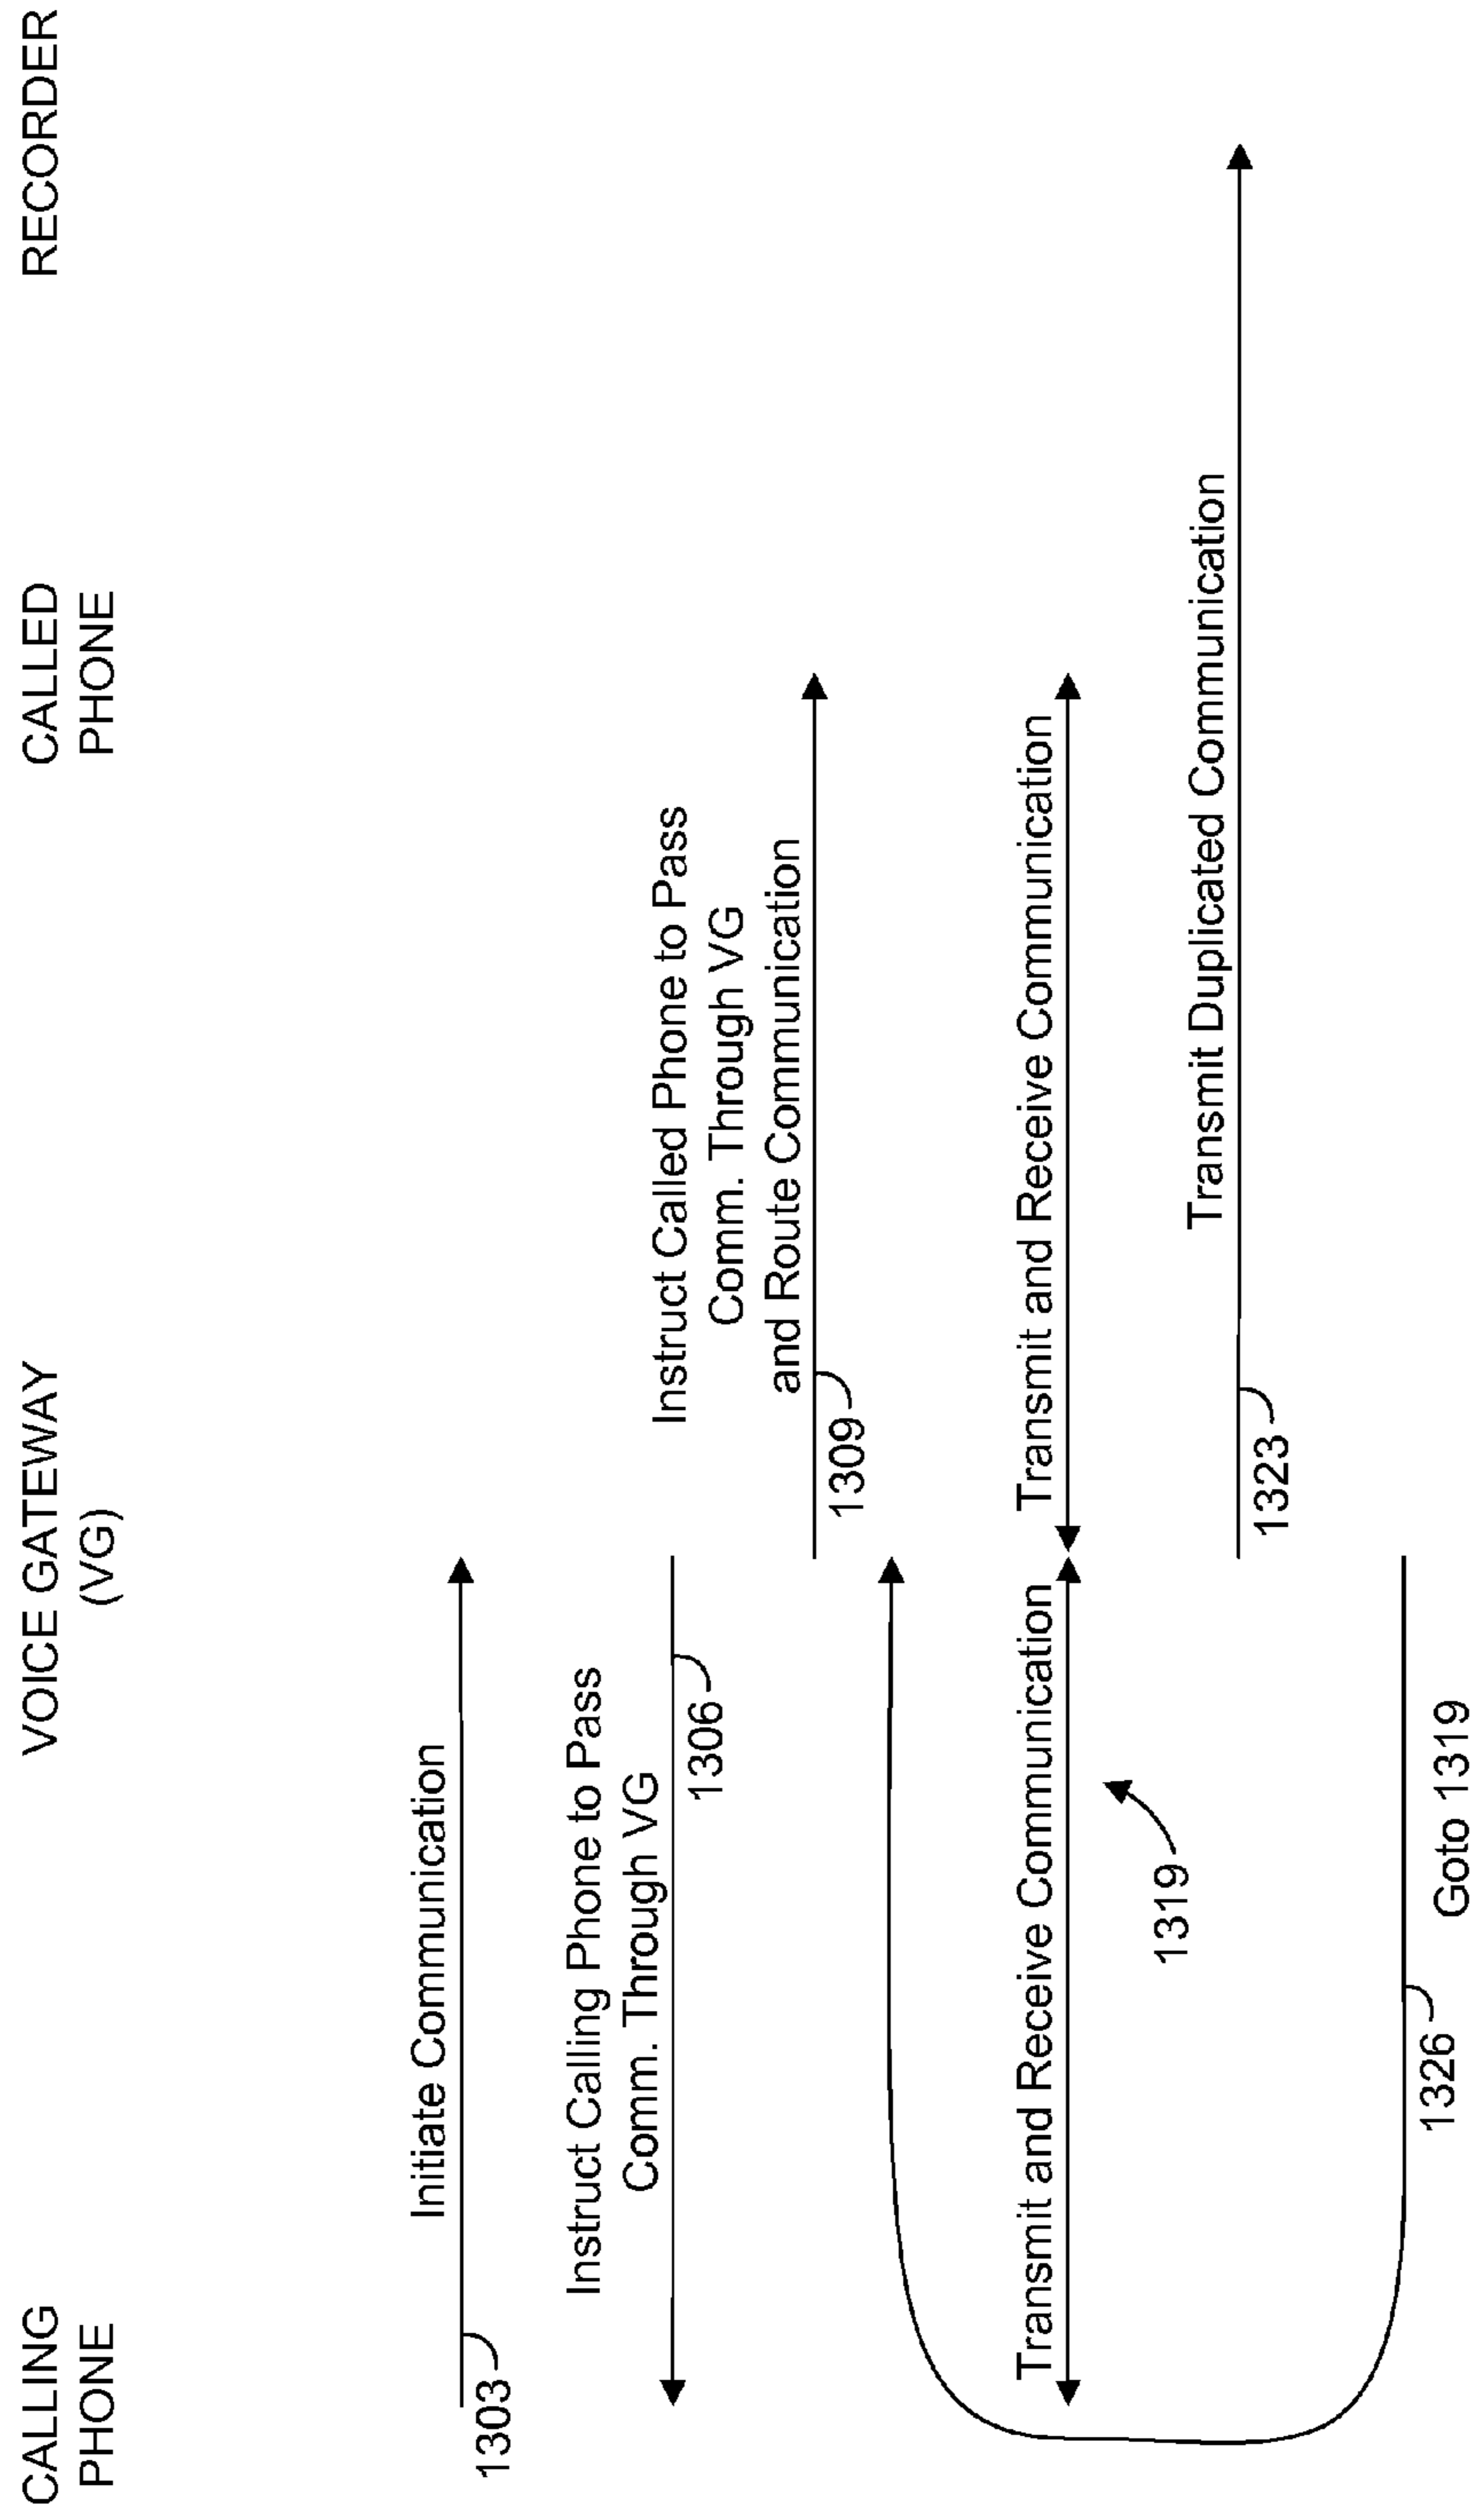 CALLING
PHONE
VOICE GATEWAY
(VG)
CALLED
PHONE
RECORDER
Initiate Communication
1303
Instruct Calling Phone to Pass
Comm. Through VG
1306
Instruct Called Phone to Pass
Comm. Through VG
and Route Communication
1309
Transmit and Receive Communication
Transmit and Receive Communication
1319
Transmit Duplicated Communication
1323
1326
Goto 1319